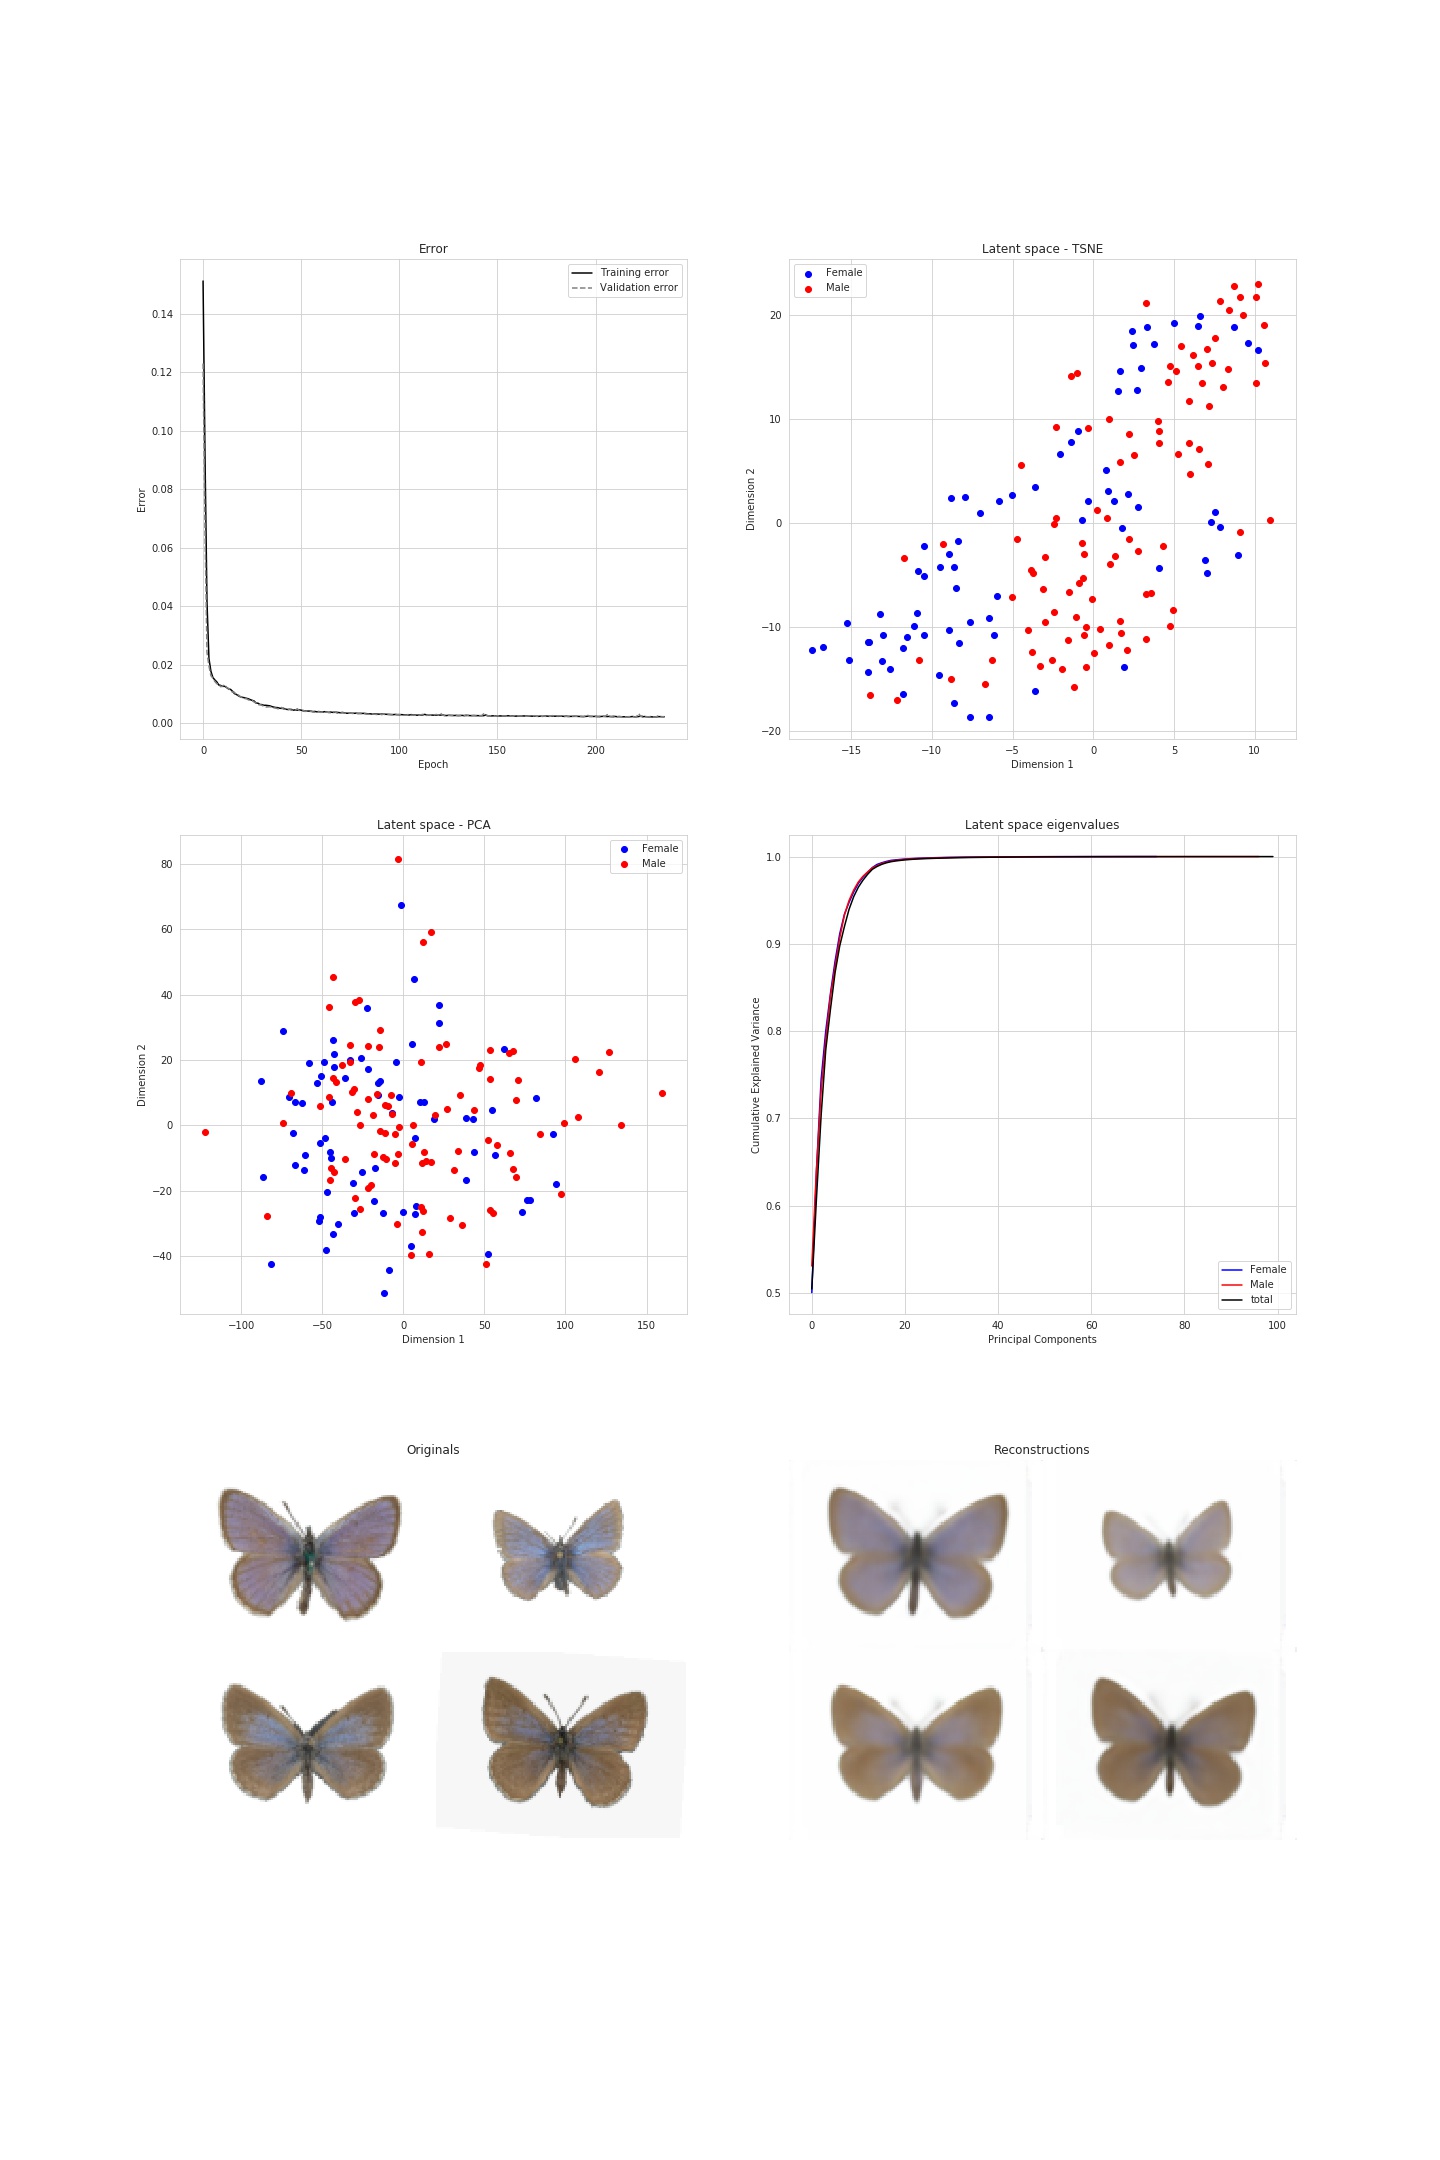 Error
Training error
Validation error
0.14
0.12
0.10
0.08
0.06
0.04
0.02
0.00
Error
0 50 100 150 200
Epoch
Latent space - TSNE
Female
Male
20
10
0
−10
−20
Dimension 2
−15 −10 −5 0 5 10
Dimension 1
Latent space - PCA
Female
Male
80
60
40
20
0
−20
−40
Dimension 2
−100 −50 0 50 100 150
Dimension 1
Latent space eigenvalues
1.0
0.9
0.8
0.7
0.6
0.5
Cumulative Explained Variance
Female
Male
total
0 20 40 60 80 100
Principal Components
Originals
Reconstructions